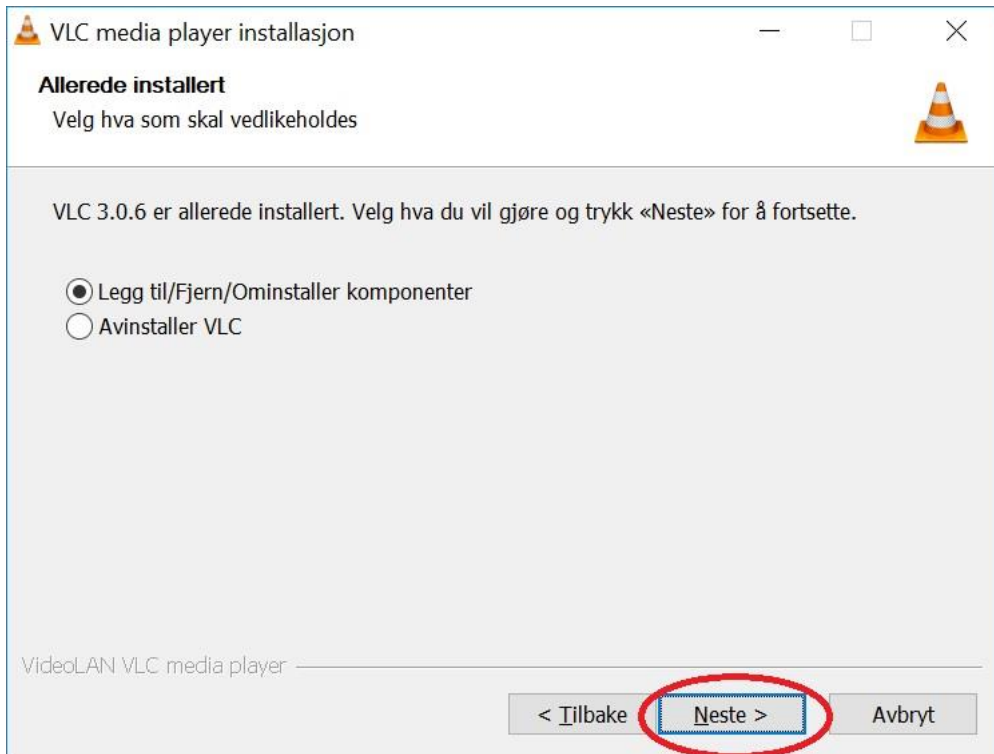 VLC media player installasjon
Allerede installert
Velg hva som skal vedlikeholdes
VLC 3.0.6 er allerede installert. Velg hva du vil gjøre og trykk «Neste» for å fortsette.
Legg til/Fjern/Ominstaller komponenter
Avinstaller VLC
VideoLAN VLC media player
< Tilbake Neste > Avbryt